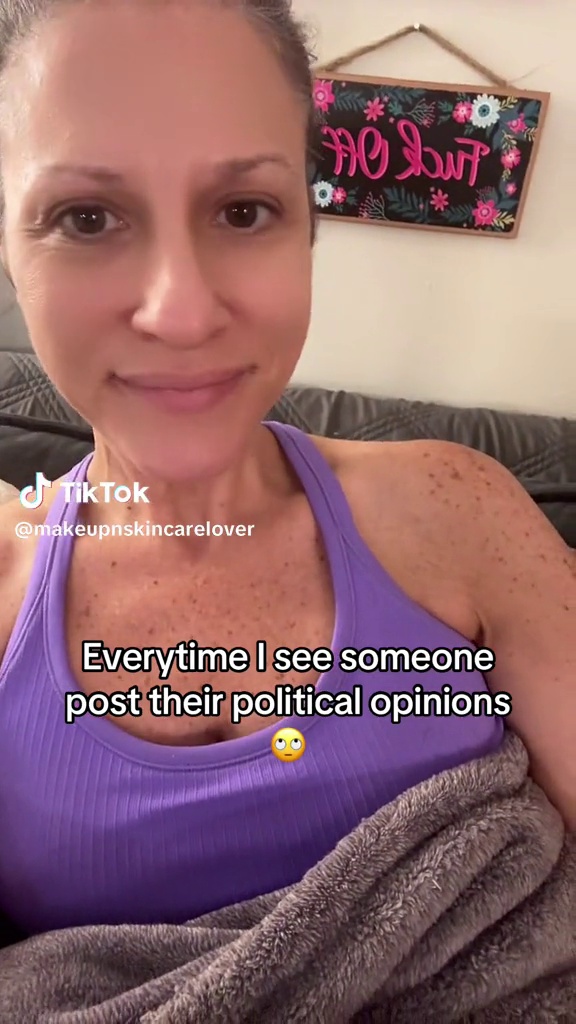 Fuck Off
TikTok
@makeupnskincarelover
Everytime I see someone
post their political opinions
🙄